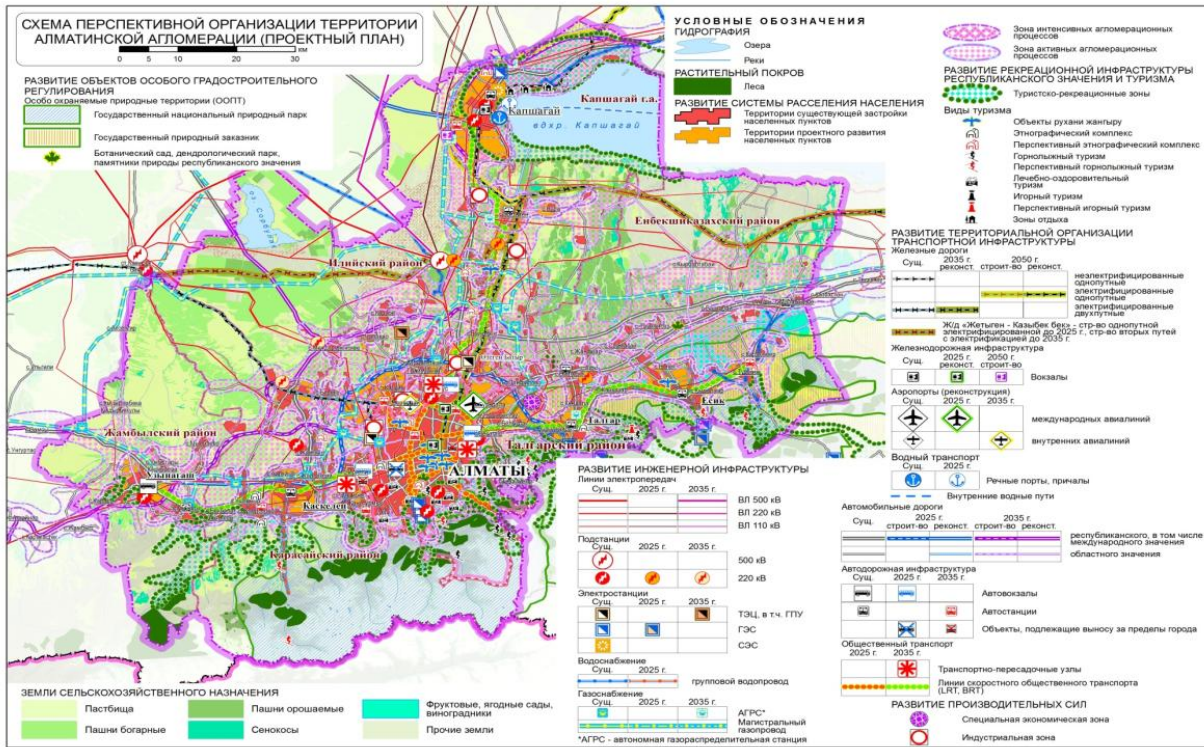 СХЕМА ПЕРСПЕКТИВНОЙ ОРГАНИЗАЦИИ ТЕРРИТОРИИ
АЛМАТИНСКОЙ АГЛОМЕРАЦИИ (ПРОЕКТНЫЙ ПЛАН)
0 5 10 20 30
км
РАЗВИТИЕ ОБЪЕКТОВ ОСОБОГО ГРАДОСТРОИТЕЛЬНОГО
РЕГУЛИРОВАНИЯ
Особо охраняемые природные территории (ООПТ)
Государственный национальный природный парк
Государственный природный заказник
Ботанический сад, дендрологический парк,
памятники природы республиканского значения
Капшагай
Капшагай г.а.
вдхр. Капшагай
Енбекшиказахский район
Илийский район
Жамбылский район
Узынагаш
Каскелен
Карасайский район
АЛМАТЫ
Талгар
Талгарский район
Есик
УСЛОВНЫЕ ОБОЗНАЧЕНИЯ
ГИДРОГРАФИЯ
Озера
Реки
РАСТИТЕЛЬНЫЙ ПОКРОВ
Леса
РАЗВИТИЕ СИСТЕМЫ РАССЕЛЕНИЯ НАСЕЛЕНИЯ
Территории существующей застройки
населенных пунктов
Территории проектного развития
населенных пунктов
Зона интенсивных агломерационных
процессов
Зона активных агломерационных
процессов
РАЗВИТИЕ РЕКРЕАЦИОННОЙ ИНФРАСТРУКТУРЫ
РЕСПУБЛИКАНСКОГО ЗНАЧЕНИЯ И ТУРИЗМА
Туристско-рекреационные зоны
Виды туризма
Объекты рухани жангыру
Этнографический комплекс
Перспективный этнографический комплекс
Горнолыжный туризм
Перспективный горнолыжный туризм
Лечебно-оздоровительный
туризм
Игорный туризм
Перспективный игорный туризм
Зоны отдыха
РАЗВИТИЕ ТЕРРИТОРИАЛЬНОЙ ОРГАНИЗАЦИИ
ТРАНСПОРТНОЙ ИНФРАСТРУКТУРЫ
Железные дороги
Сущ. 2035 г. 2050 г.
реконст. строит-во реконст.
неэлектрифицированные
однопутные
электрифицированные
однопутные
электрифицированные
двухпутные
Ж/д «Жетыген - Казыбек бек» - стр-во однопутной
электрифицированной до 2025 г., стр-во вторых путей
с электификацией до 2035 г.
Железнодорожная инфраструктура
Сущ. 2025 г. 2050 г.
реконст. строит-во
Вокзалы
Аэропорты (реконструкция)
Сущ. 2025 г. 2035 г.
международных авиалиний
внутренних авиалиний
Водный транспорт
Сущ. 2025 г.
Речные порты, причалы
Внутренние водные пути
Автомобильные дороги
Сущ. 2025 г. 2035 г.
строит-во реконст. строит-во реконст.
республиканского, в том числе
международного значения
областного значения
Автодорожная инфраструктура
Сущ. 2025 г. 2035 г.
Автовокзалы
Автостанции
Объекты, подлежащие выносу за пределы города
Общественный транспорт
2025 г. 2035 г.
Транспортно-пересадочные узлы
Линии скоростного общественного транспорта
(LRT, BRT)
РАЗВИТИЕ ПРОИЗВОДИТЕЛЬНЫХ СИЛ
Специальная экономическая зона
Индустриальная зона
РАЗВИТИЕ ИНЖЕНЕРНОЙ ИНФРАСТРУКТУРЫ
Линии электропередач
Сущ. 2025 г. 2035 г.
ВЛ 500 кВ
ВЛ 220 кВ
ВЛ 110 кВ
Подстанции
Сущ. 2025 г. 2035 г.
500 кВ
220 кВ
Электростанции
Сущ. 2025 г. 2035 г.
ТЭЦ, в т.ч. ГПУ
ГЭС
СЭС
Водоснабжение
Сущ. 2025 г.
групповой водопровод
Газоснабжение
Сущ. 2025 г.
АГРС*
Магистральный
газопровод
*АГРС - автономная газораспределительная станция
ЗЕМЛИ СЕЛЬСКОХОЗЯЙСТВЕННОГО НАЗНАЧЕНИЯ
Пастбища
Пашни богарные
Пашни орошаемые
Сенокосы
Фруктовые, ягодные сады,
виноградники
Прочие земли